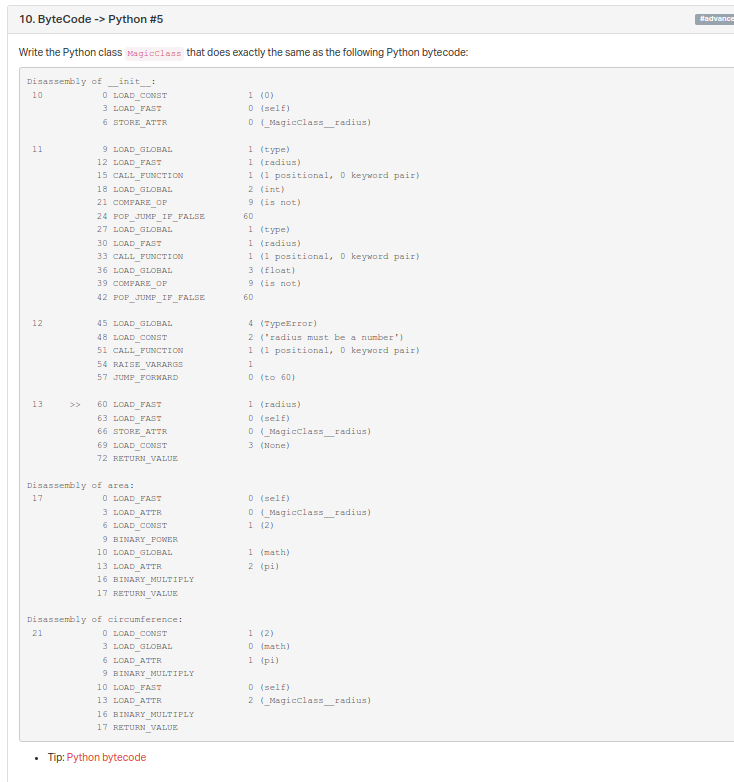 10. ByteCode -> Python #5
#advance
Write the Python class MagicClass that does exactly the same as the following Python bytecode:
Disassembly of __init__:
10 0 LOAD_CONST 1 (0)
3 LOAD_FAST 0 (self)
6 STORE_ATTR 0 (_MagicClass__radius)
11 9 LOAD_GLOBAL 1 (type)
12 LOAD_FAST 1 (radius)
15 CALL_FUNCTION 1 (1 positional, 0 keyword pair)
18 LOAD_GLOBAL 2 (int)
21 COMPARE_OP 9 (is not)
24 POP_JUMP_IF_FALSE 60
27 LOAD_GLOBAL 1 (type)
30 LOAD_FAST 1 (radius)
33 CALL_FUNCTION 1 (1 positional, 0 keyword pair)
36 LOAD_GLOBAL 3 (float)
39 COMPARE_OP 9 (is not)
42 POP_JUMP_IF_FALSE 60
12 45 LOAD_GLOBAL 4 (TypeError)
48 LOAD_CONST 2 ('radius must be a number')
51 CALL_FUNCTION 1 (1 positional, 0 keyword pair)
54 RAISE_VARARGS 1
57 JUMP_FORWARD 0 (to 60)
13 >> 60 LOAD_FAST 1 (radius)
63 LOAD_FAST 0 (self)
66 STORE_ATTR 0 (_MagicClass__radius)
69 LOAD_CONST 3 (None)
72 RETURN_VALUE
Disassembly of area:
17 0 LOAD_FAST 0 (self)
3 LOAD_ATTR 0 (_MagicClass__radius)
6 LOAD_CONST 1 (2)
9 BINARY_POWER
10 LOAD_GLOBAL 1 (math)
13 LOAD_ATTR 2 (pi)
16 BINARY_MULTIPLY
17 RETURN_VALUE
Disassembly of circumference:
21 0 LOAD_CONST 1 (2)
3 LOAD_GLOBAL 0 (math)
6 LOAD_ATTR 1 (pi)
9 BINARY_MULTIPLY
10 LOAD_FAST 0 (self)
13 LOAD_ATTR 2 (_MagicClass__radius)
16 BINARY_MULTIPLY
17 RETURN_VALUE
• Tip: Python bytecode